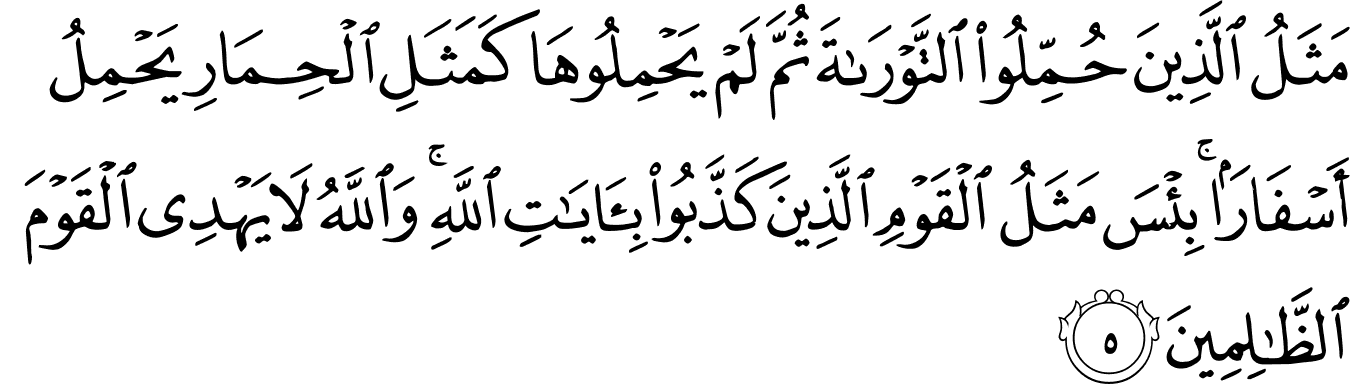 مَثَلُ ٱلَّذِينَ حُمِّلُوا۟ ٱلتَّوْرَىٰةَ ثُمَّ لَمْ يَحْمِلُوهَا كَمَثَلِ ٱلْحِمَارِ يَحْمِلُ
أَسْفَارًۢا ۚ بِئْسَ مَثَلُ ٱلْقَوْمِ ٱلَّذِينَ كَذَّبُوا۟ بِـَٔايَـٰتِ ٱللَّهِ ۚ وَٱللَّهُ لَا يَهْدِى ٱلْقَوْمَ
ٱلظَّـٰلِمِينَ ٥